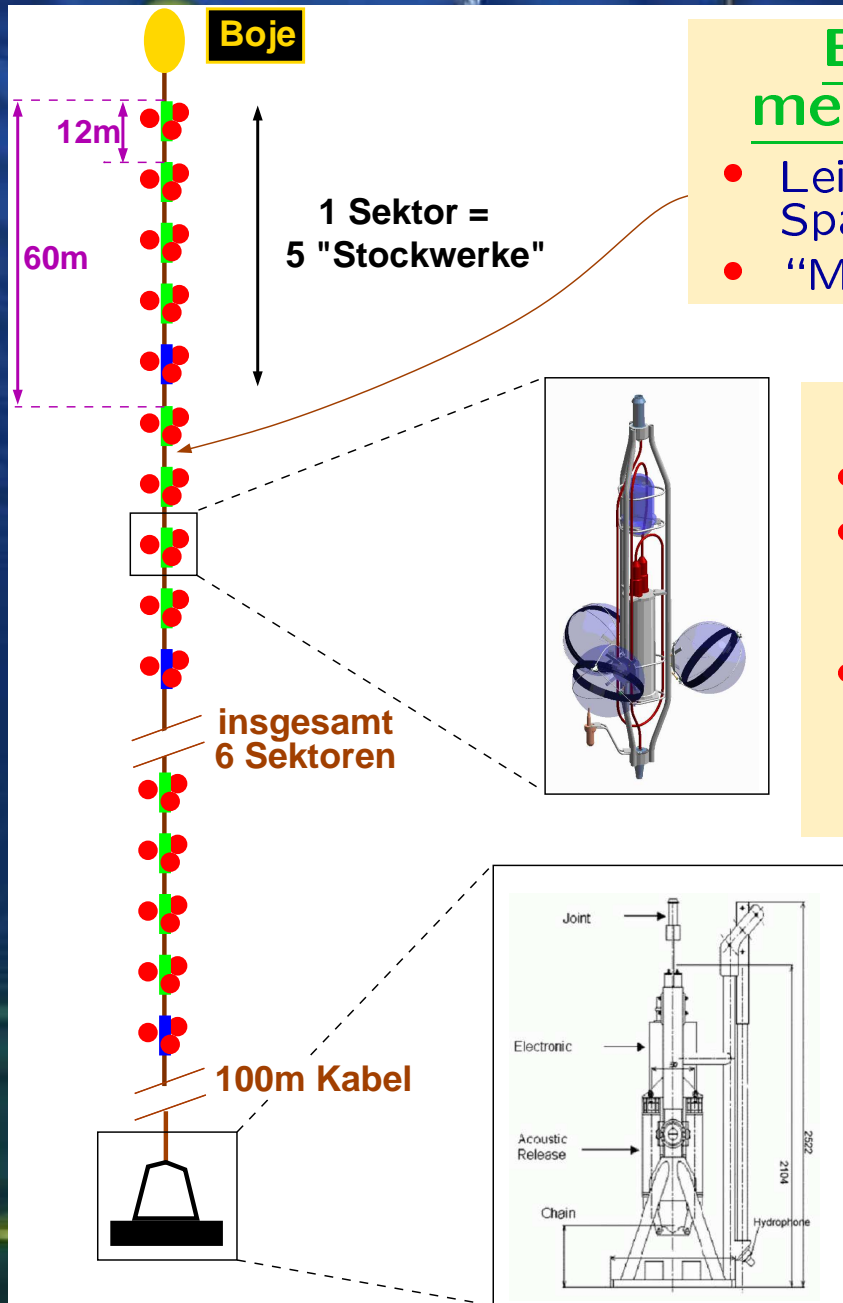 Boje
12m
60m
1 Sektor =
5 "Stockwerke"
insgesamt
6 Sektoren
100m Kabel
•
•
“
Joint
Electronic
Acoustic
Release
Chain
2522
2104
Hydrophone